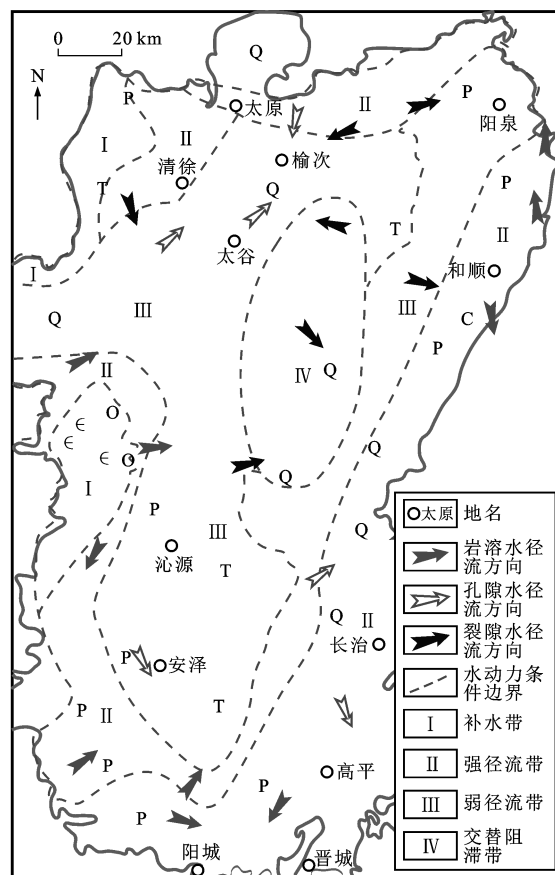 0 20 km
N
Q
P
太原
Ⅱ
P
阳泉
Ⅰ
Ⅱ
清徐
榆次
T
Q
P
太谷
T
Ⅱ
和顺
Ⅰ
Q
Ⅲ
Ⅲ
C
P
Ⅱ
Ⅳ
Q
O
∈
∈
O
Ⅰ
Q
Q
P
Q
沁源
Ⅲ
T
Q
Ⅱ
长治
P
安泽
P
Ⅱ
T
P
高平
P
P
阳城
晋城
太原
地名
岩溶水径
流方向
孔隙水径
流方向
裂隙水径
流方向
水动力条
件边界
Ⅰ
补水带
Ⅱ
强径流带
Ⅲ
弱径流带
Ⅳ
交替阻
滞带